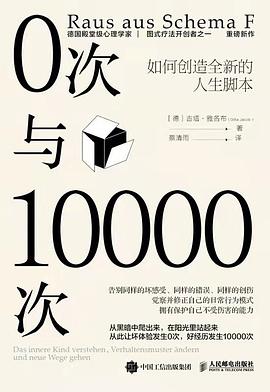 Raus aus Schema F
德国殿堂级心理学家 | 图式疗法开创者之一 重磅新作
0次
如何创造全新的
人生脚本
与
[德] 吉塔·雅各布 (Gitta Jacob)
著
蔡清雨 译
10000
次
告别同样的坏感受、同样的错误、同样的创伤
觉察并修正自己的日常行为模式
拥有保护自己不受伤害的能力
从黑暗中爬出来,在阳光里站起来
从此让坏体验发生0次,好经历发生10000次
Das innere Kind verstehen, Verhaltensmuster ändern
und neue Wege gehen
中国工信出版集团
人民邮电出版社
POSTS & TELECOM PRESS